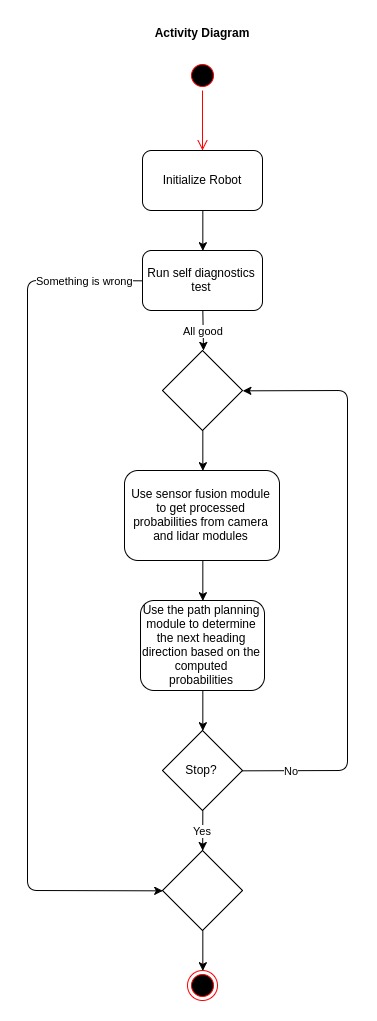 Activity Diagram
Initialize Robot
Run self diagnostics
test
Something is wrong
All good
Use sensor fusion module
to get processed
probabilities from camera
and lidar modules
Use the path planning
module to determine
the next heading
direction based on the
computed
probabilities
Stop?
No
Yes